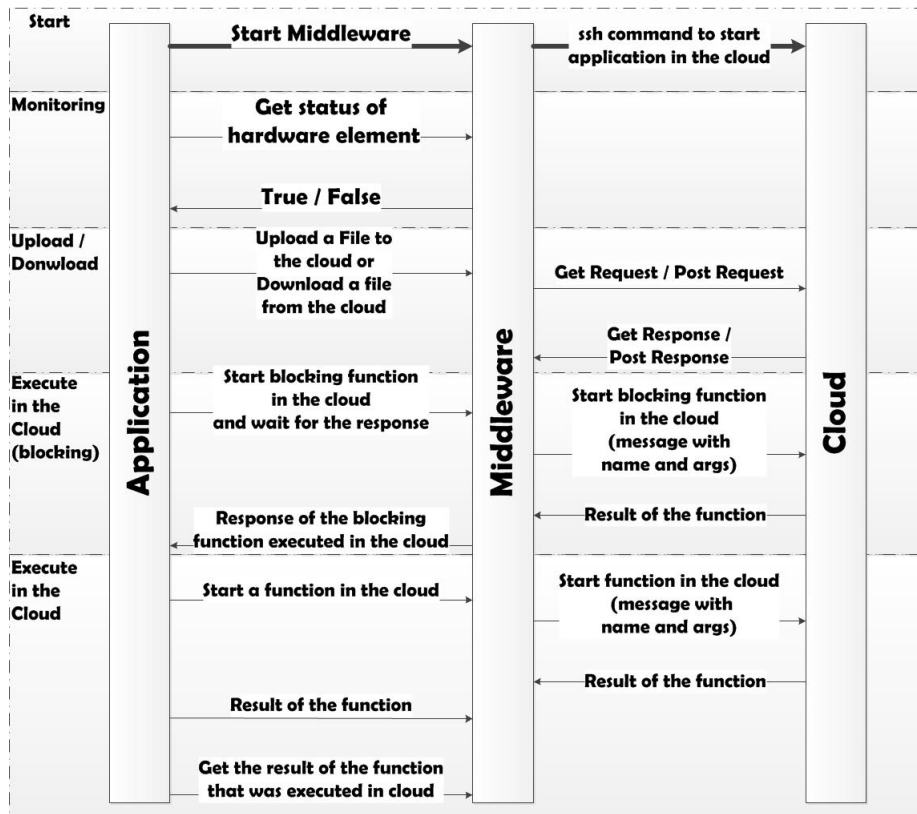 Start
Start Middleware
ssh command to start
application in the cloud
Monitoring
Get status of
hardware element
True / False
Upload /
Donwload
Upload a File to
the cloud or
Download a file
from the cloud
Get Request / Post Request
Get Response /
Post Response
Application
Middleware
Cloud
Execute
in the
Cloud
(blocking)
Start blocking function
in the cloud
and wait for the response
Start blocking function
in the cloud
(message with
name and args)
Result of the function
Response of the blocking
function executed in the cloud
Execute
in the
Cloud
Start a function in the cloud
Start function in the cloud
(message with
name and args)
Result of the function
Result of the function
Get the result of the function
that was executed in cloud